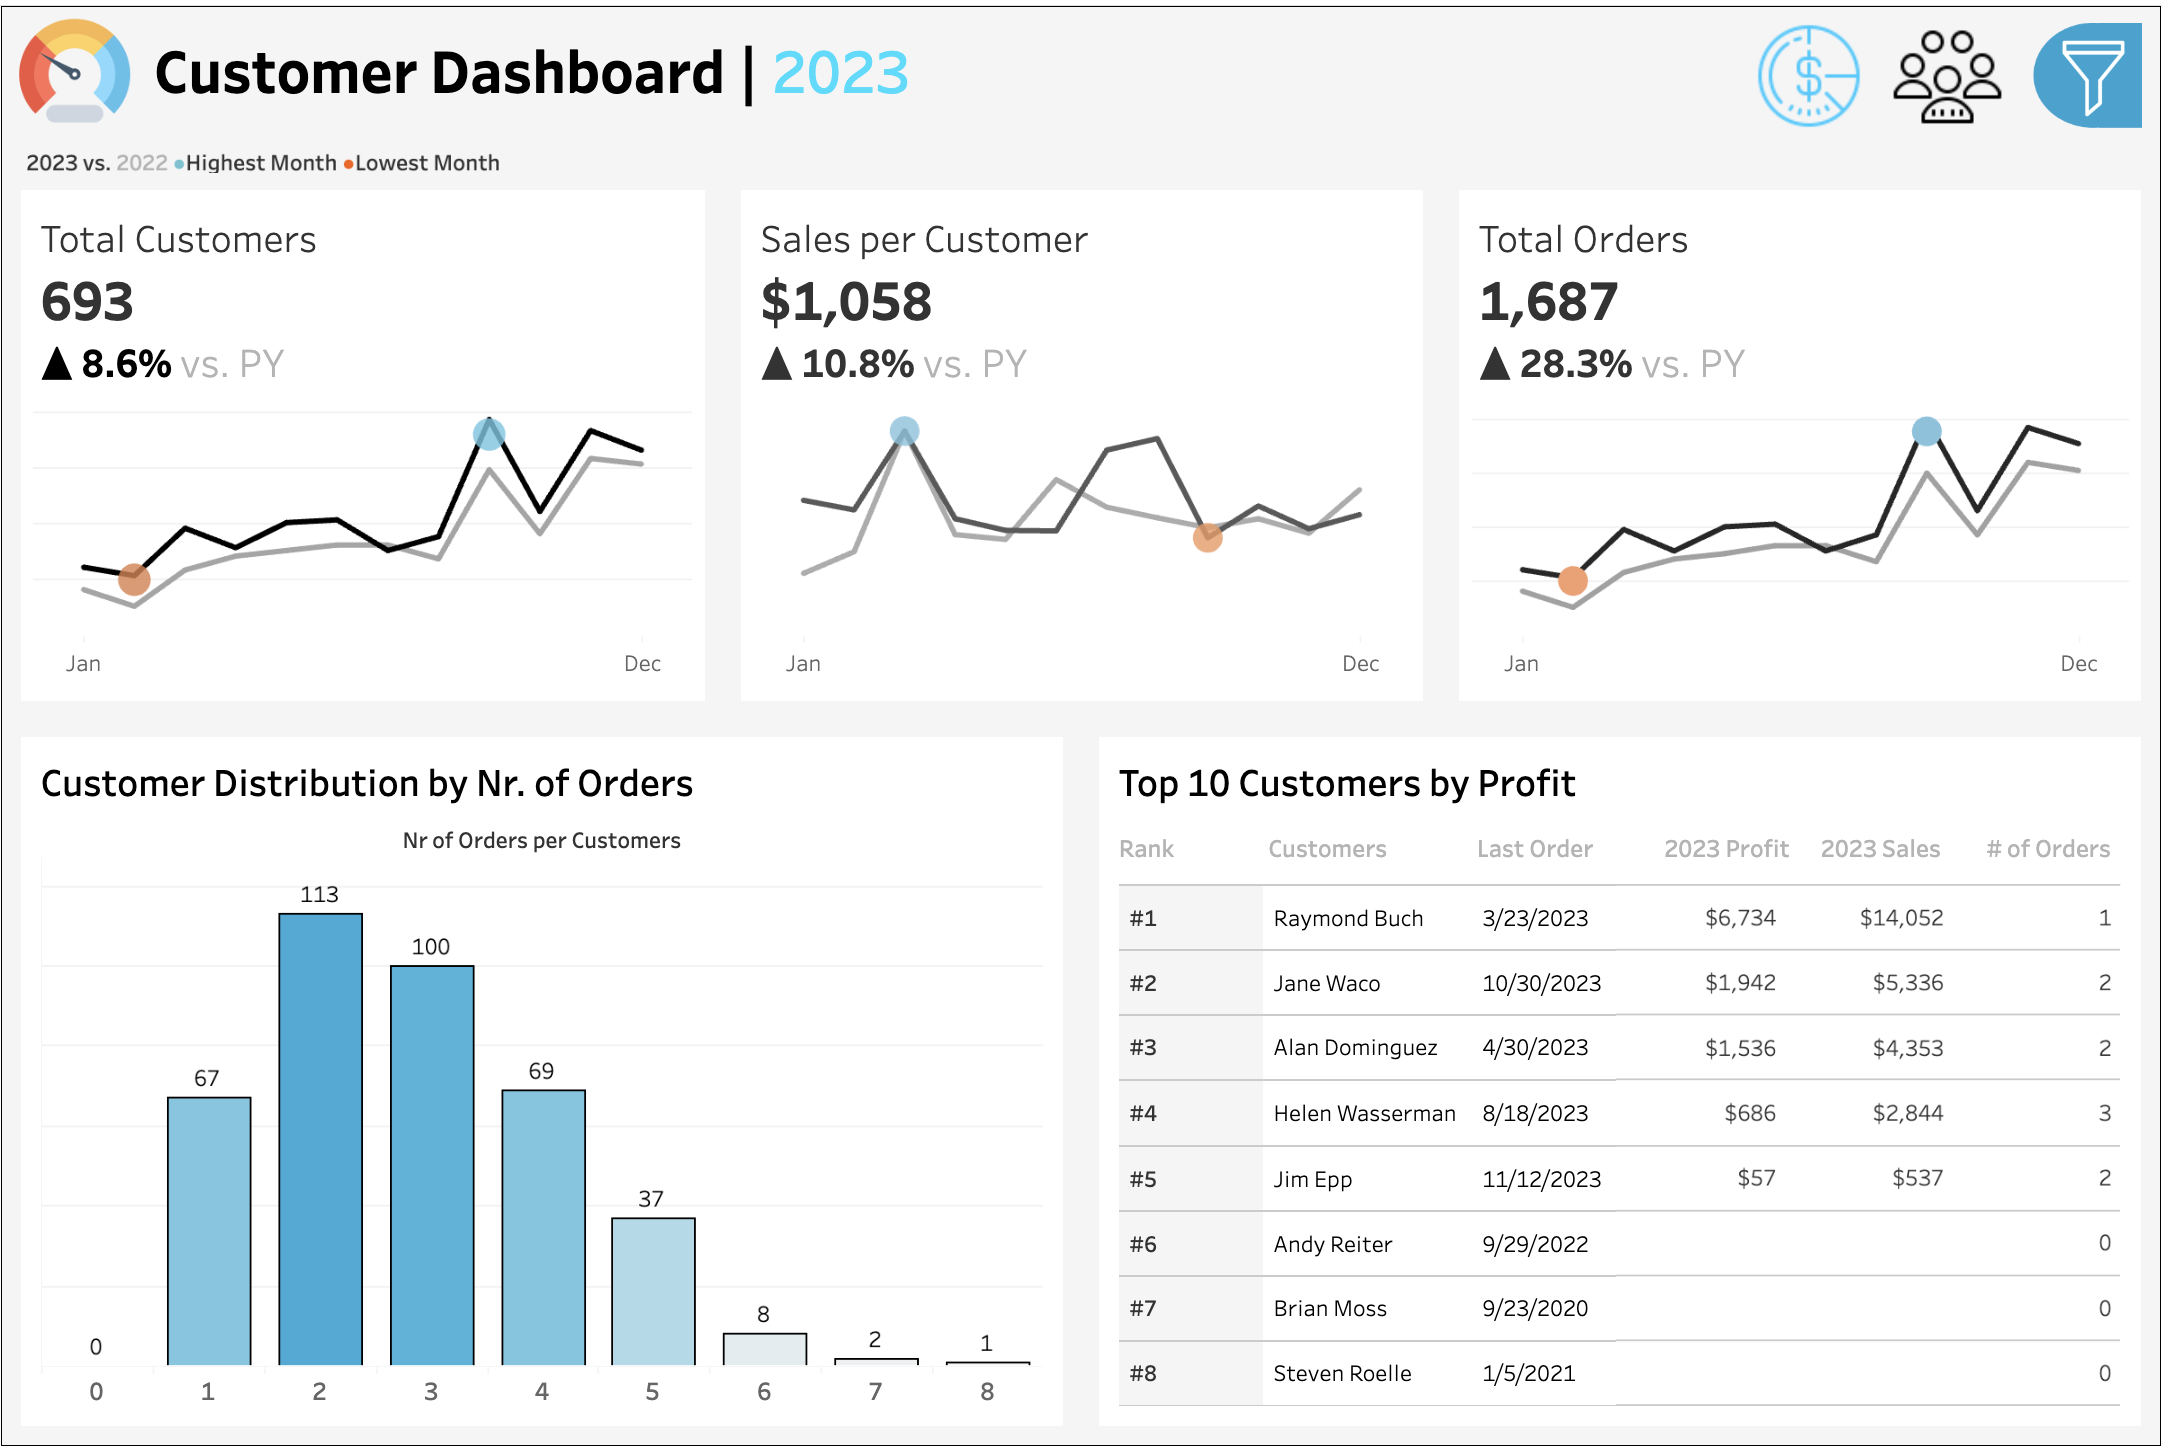 Customer Dashboard | 2023
2023 vs. 2022 Highest Month Lowest Month
Total Customers
693
▲ 8.6% vs. PY
Jan Dec
Sales per Customer
$1,058
▲ 10.8% vs. PY
Jan Dec
Total Orders
1,687
▲ 28.3% vs. PY
Jan Dec
Customer Distribution by Nr. of Orders
Nr of Orders per Customers
0 67 113 100 69 37 8 2 1
0 1 2 3 4 5 6 7 8
Top 10 Customers by Profit
Rank Customers Last Order 2023 Profit 2023 Sales # of Orders
#1 Raymond Buch 3/23/2023 $6,734 $14,052 1
#2 Jane Waco 10/30/2023 $1,942 $5,336 2
#3 Alan Dominguez 4/30/2023 $1,536 $4,353 2
#4 Helen Wasserman 8/18/2023 $686 $2,844 3
#5 Jim Epp 11/12/2023 $57 $537 2
#6 Andy Reiter 9/29/2022 0
#7 Brian Moss 9/23/2020 0
#8 Steven Roelle 1/5/2021 0